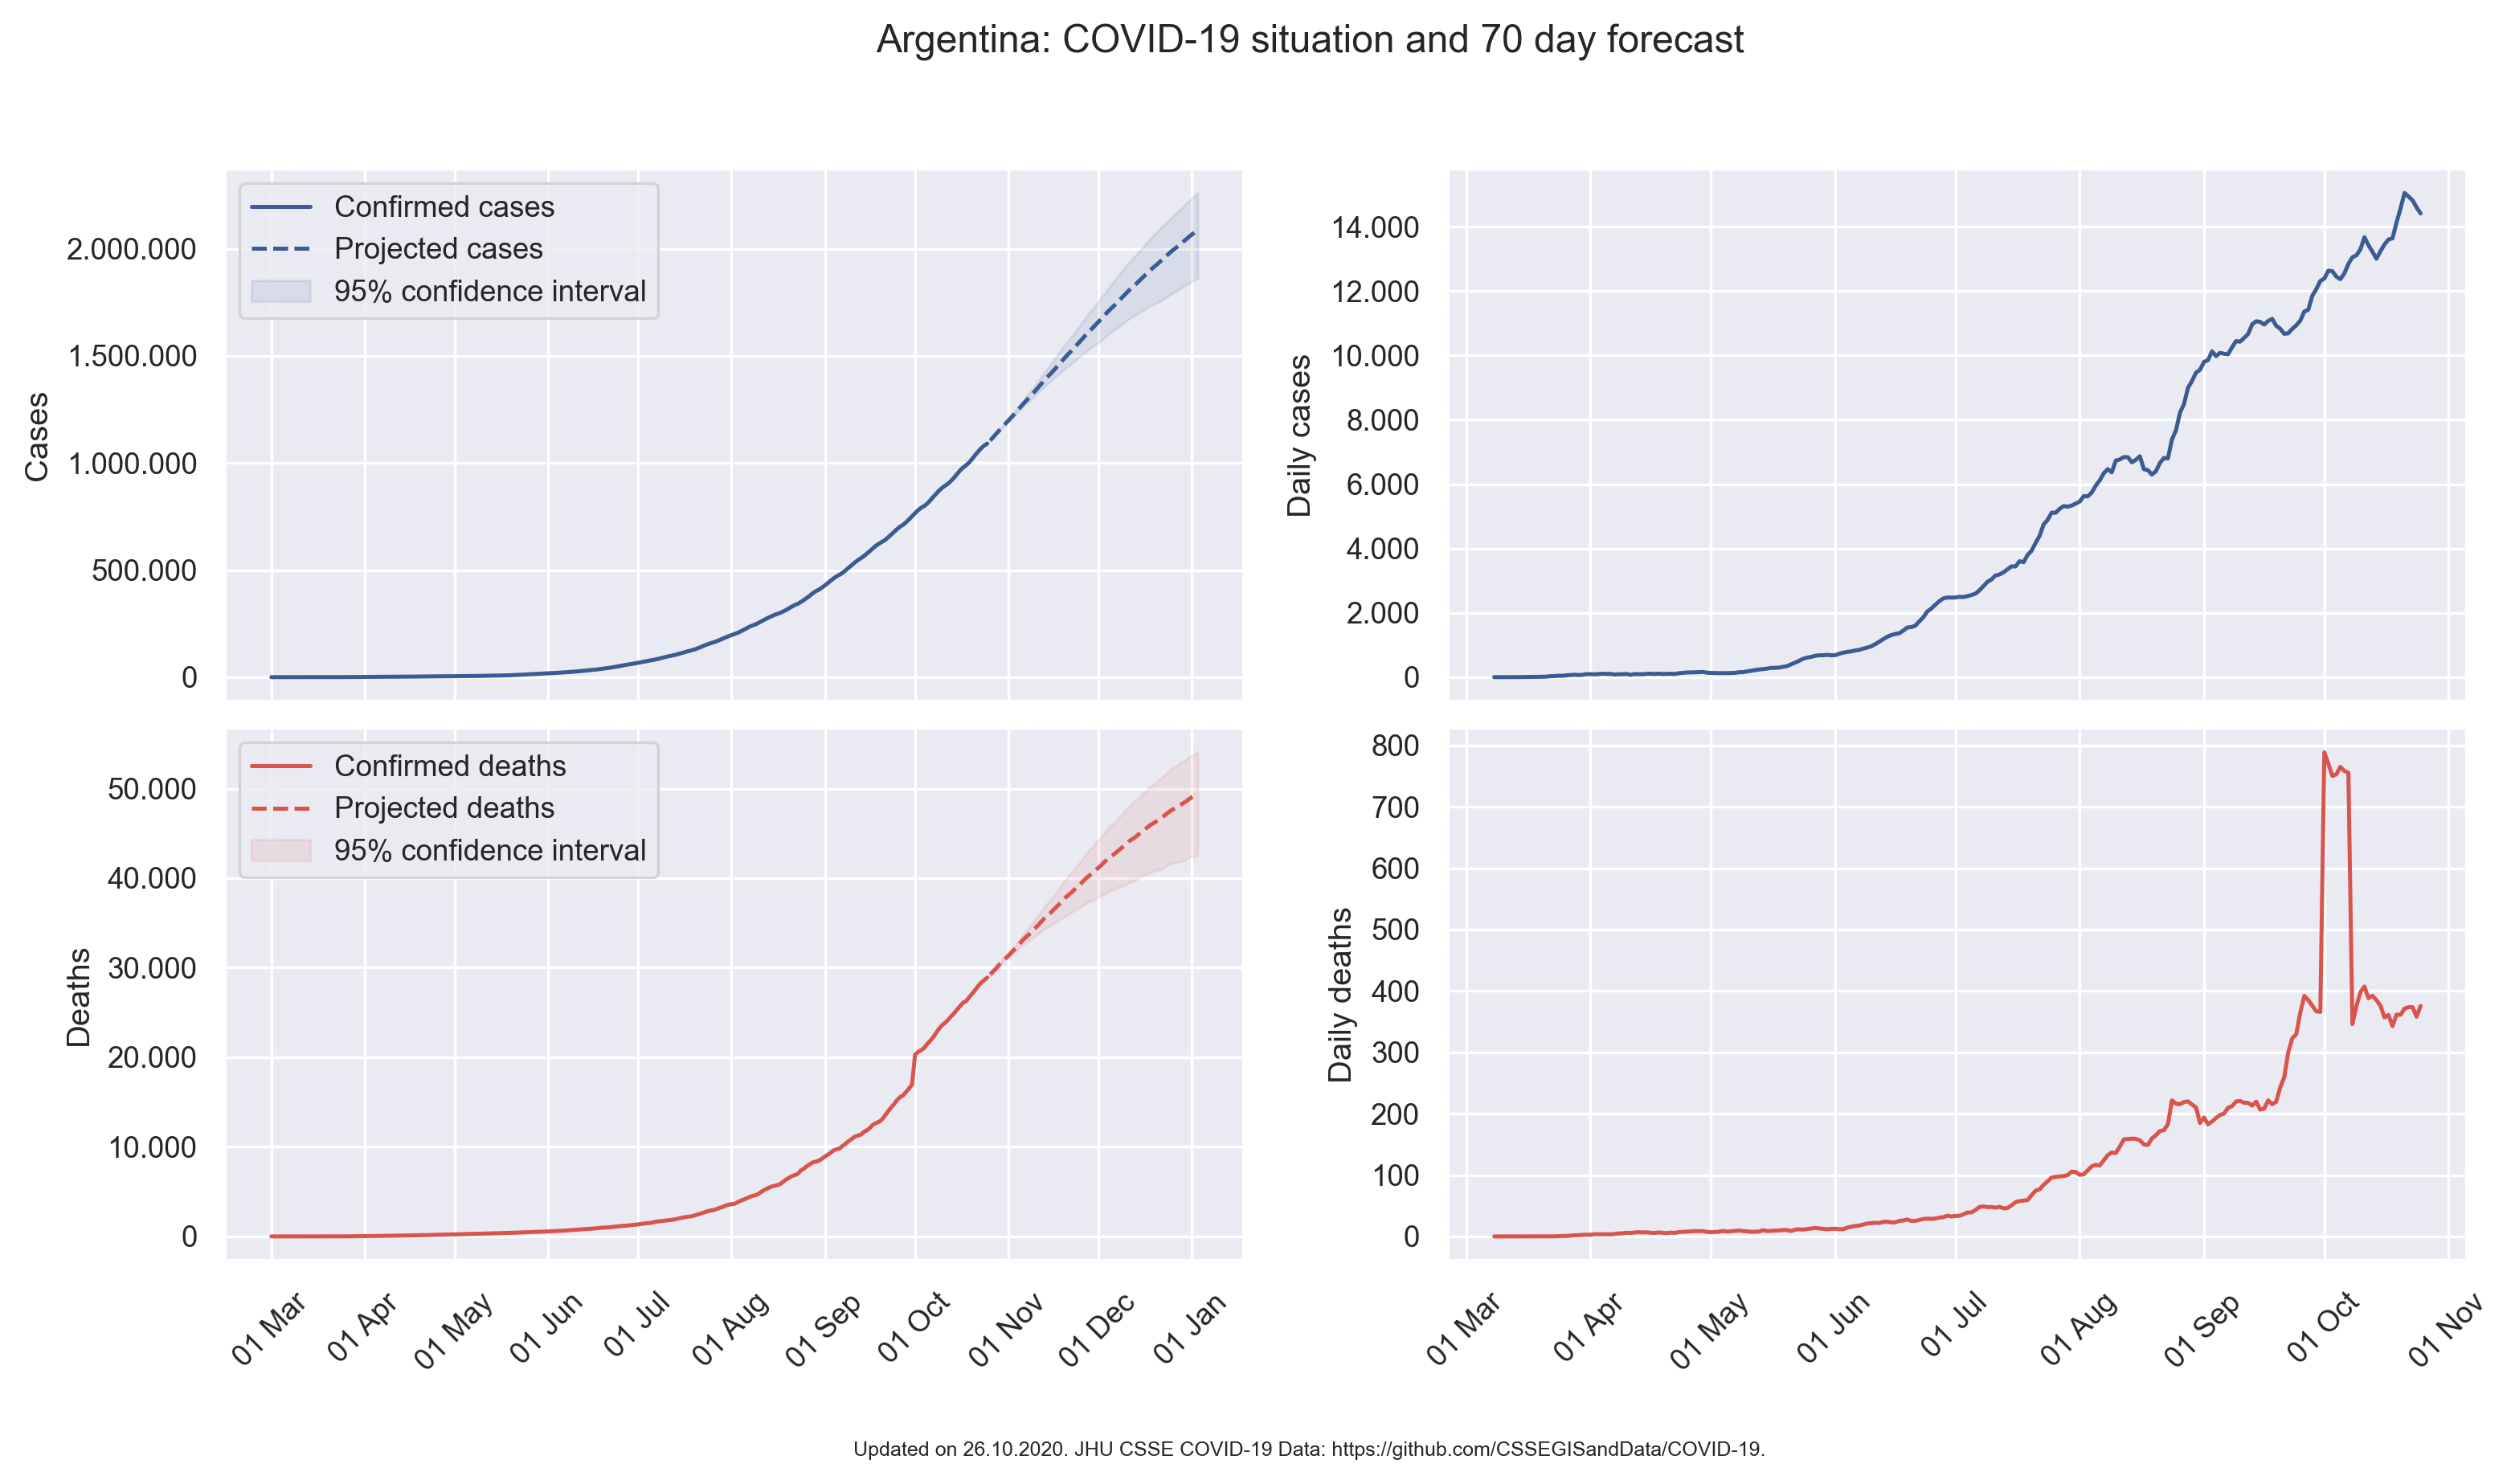 Argentina: COVID-19 situation and 70 day forecast
Confirmed cases
Projected cases
95% confidence interval
Cases
2.000.000
1.500.000
1.000.000
500.000
0
Daily cases
14.000
12.000
10.000
8.000
6.000
4.000
2.000
0
Confirmed deaths
Projected deaths
95% confidence interval
Deaths
50.000
40.000
30.000
20.000
10.000
0
01 Mar
01 Apr
01 May
01 Jun
01 Jul
01 Aug
01 Sep
01 Oct
01 Nov
01 Dec
01 Jan
Daily deaths
800
700
600
500
400
300
200
100
0
01 Mar
01 Apr
01 May
01 Jun
01 Jul
01 Aug
01 Sep
01 Oct
01 Nov
Updated on 26.10.2020. JHU CSSE COVID-19 Data: https://github.com/CSSEGISandData/COVID-19.